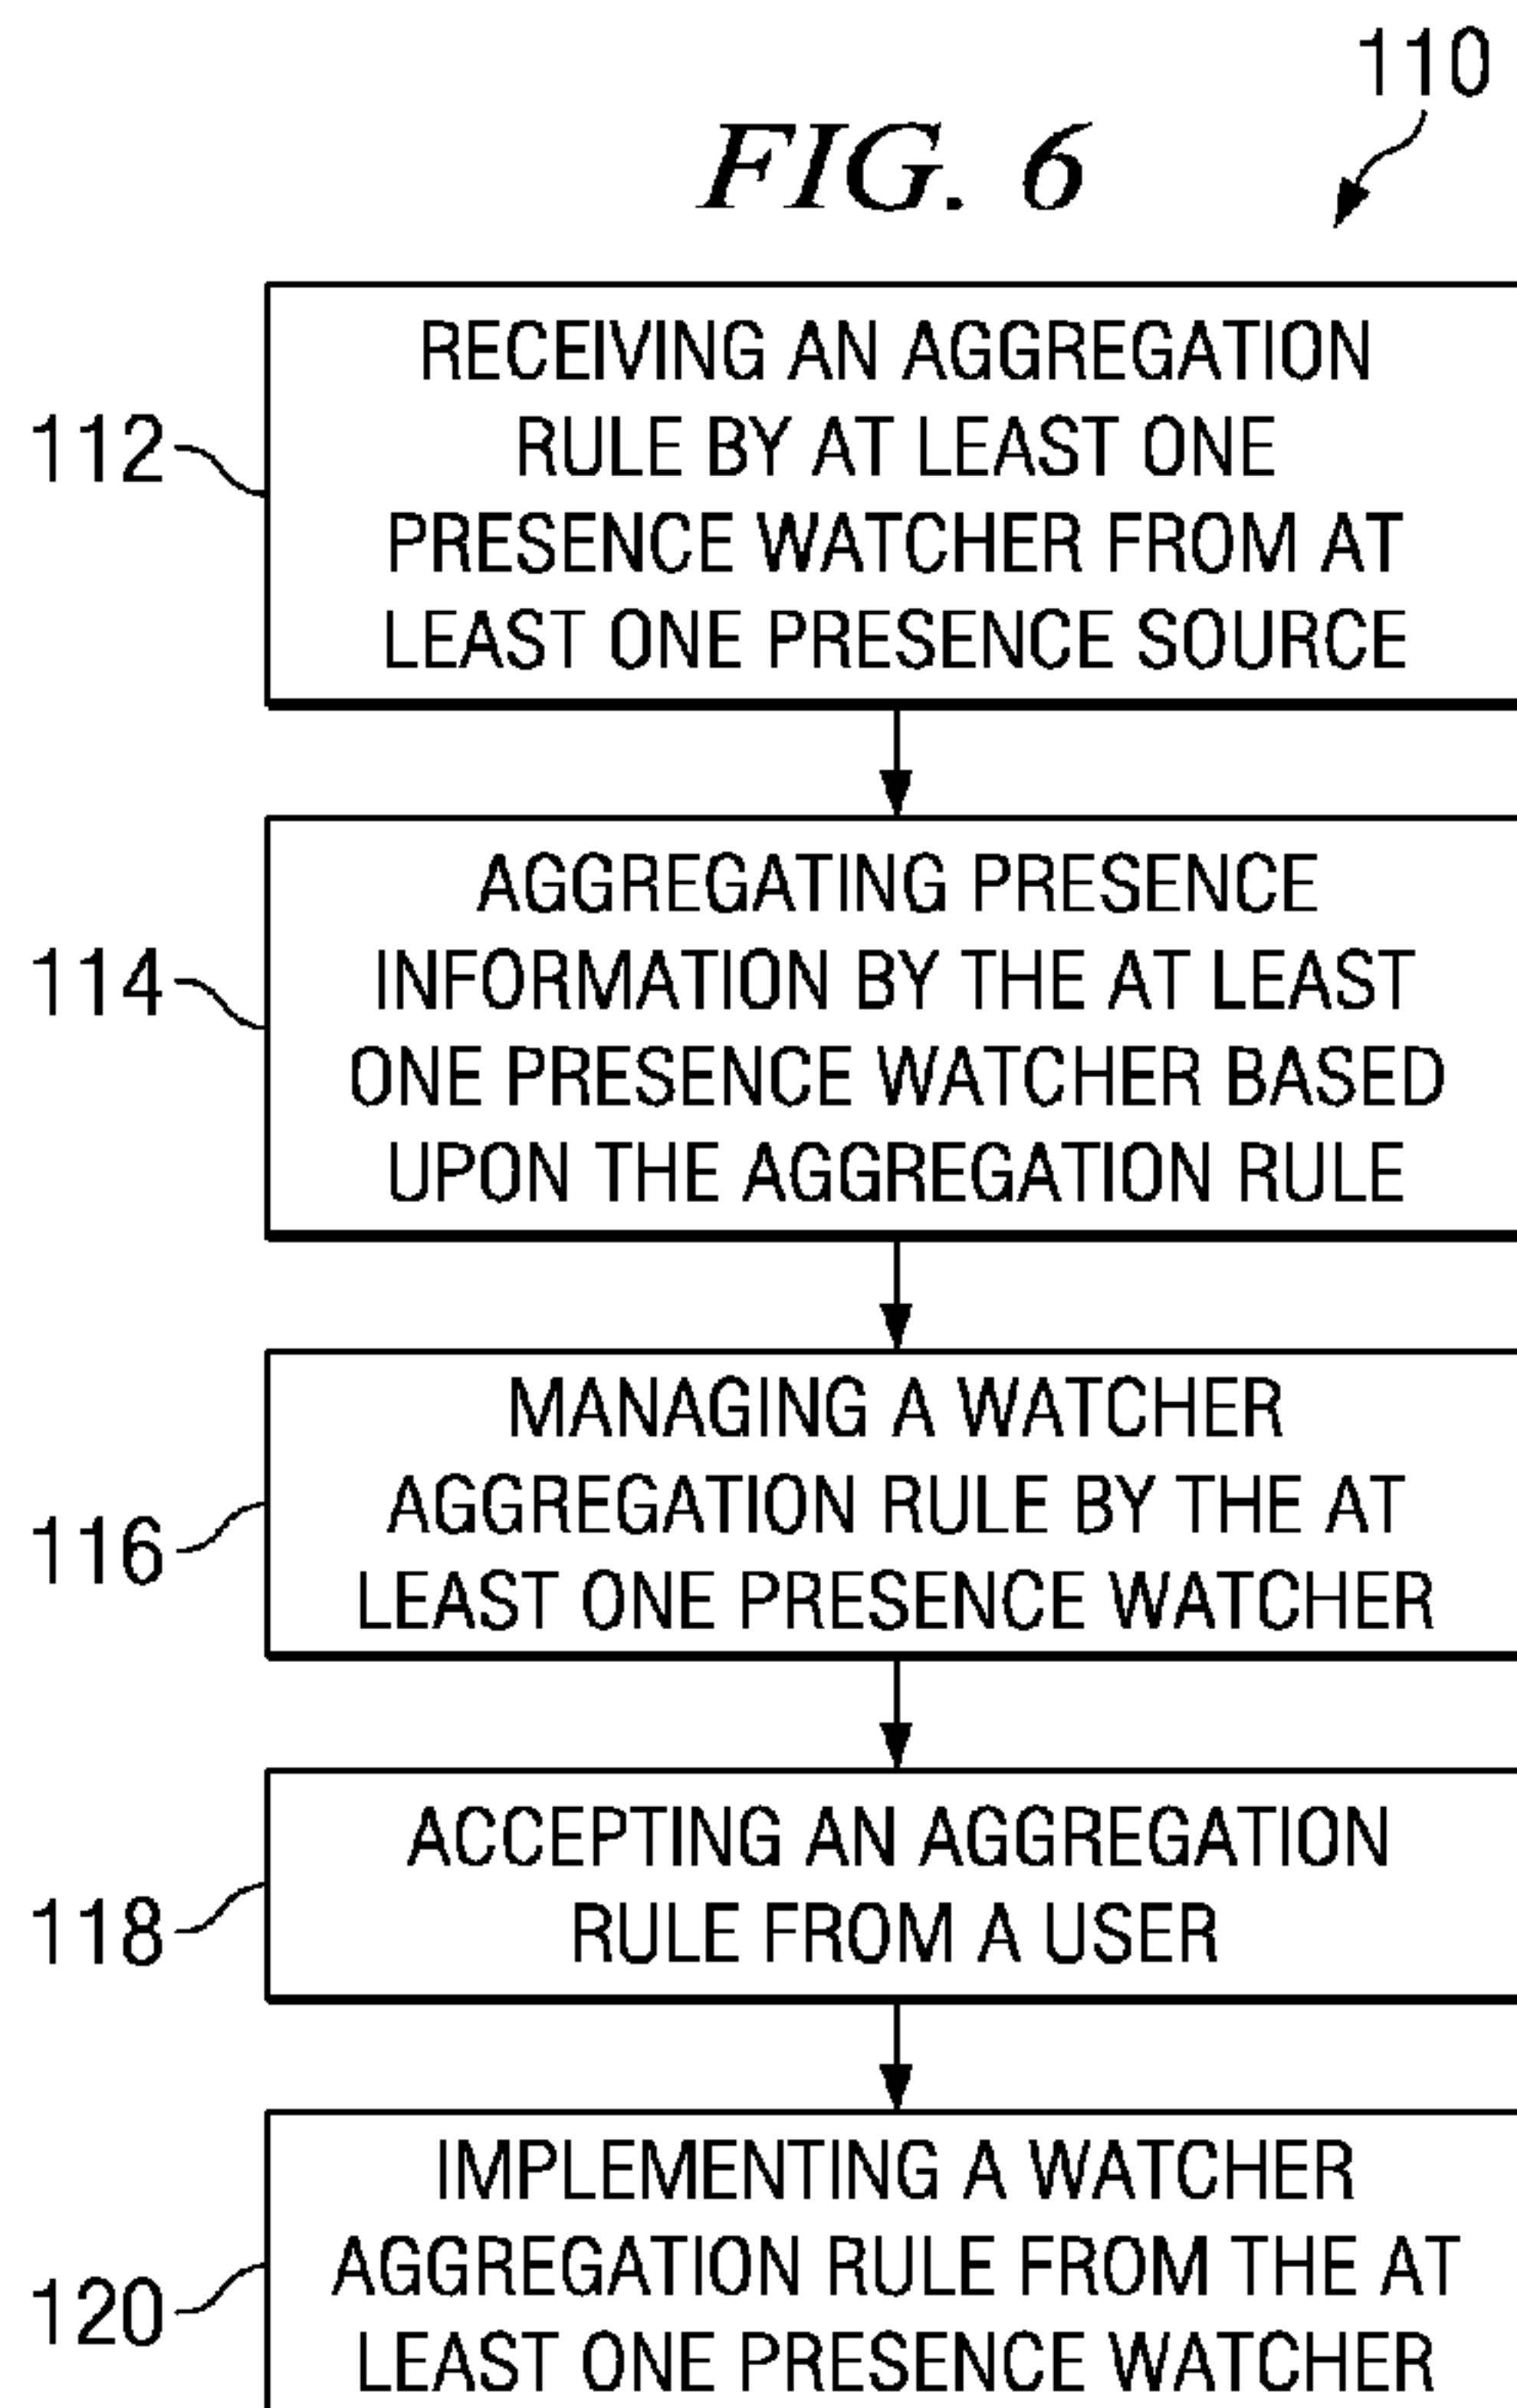 110
FIG. 6
112
RECEIVING AN AGGREGATION
RULE BY AT LEAST ONE
PRESENCE WATCHER FROM AT
LEAST ONE PRESENCE SOURCE
114
AGGREGATING PRESENCE
INFORMATION BY THE AT LEAST
ONE PRESENCE WATCHER BASED
UPON THE AGGREGATION RULE
116
MANAGING A WATCHER
AGGREGATION RULE BY THE AT
LEAST ONE PRESENCE WATCHER
118
ACCEPTING AN AGGREGATION
RULE FROM A USER
120
IMPLEMENTING A WATCHER
AGGREGATION RULE FROM THE AT
LEAST ONE PRESENCE WATCHER